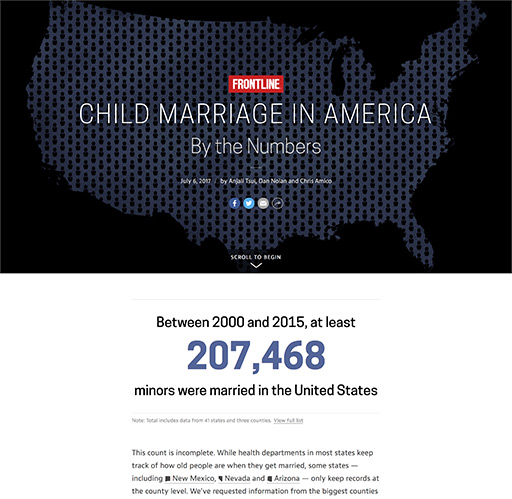 FRONTLINE
CHILD MARRIAGE IN AMERICA
By the Numbers
July 6, 2017 / by Anjali Tsui, Dan Nolan and Chris Amico
SCROLL TO BEGIN
Between 2000 and 2015, at least
207,468
minors were married in the United States
Note: Total includes data from 41 states and three counties. View full list
This count is incomplete. While health departments in most states keep
track of how old people are when they get married, some states —
including New Mexico, Nevada and Arizona — only keep records at
the county level. We've requested information from the biggest counties